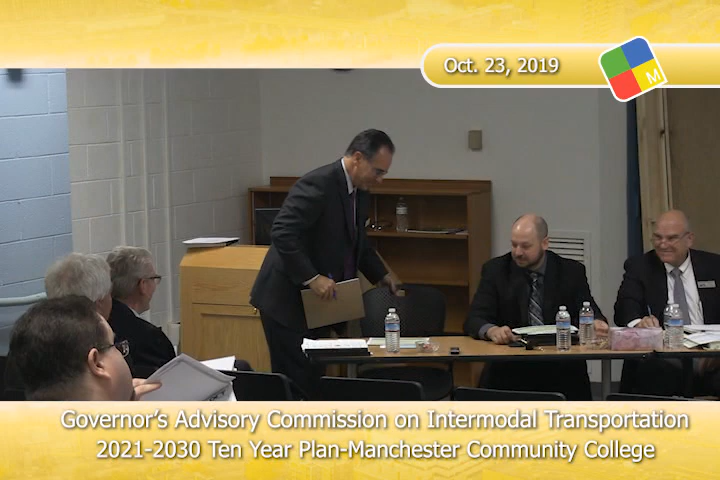 Oct. 23, 2019
M
Governor's Advisory Commission on Intermodal Transportation
2021-2030 Ten Year Plan-Manchester Community College